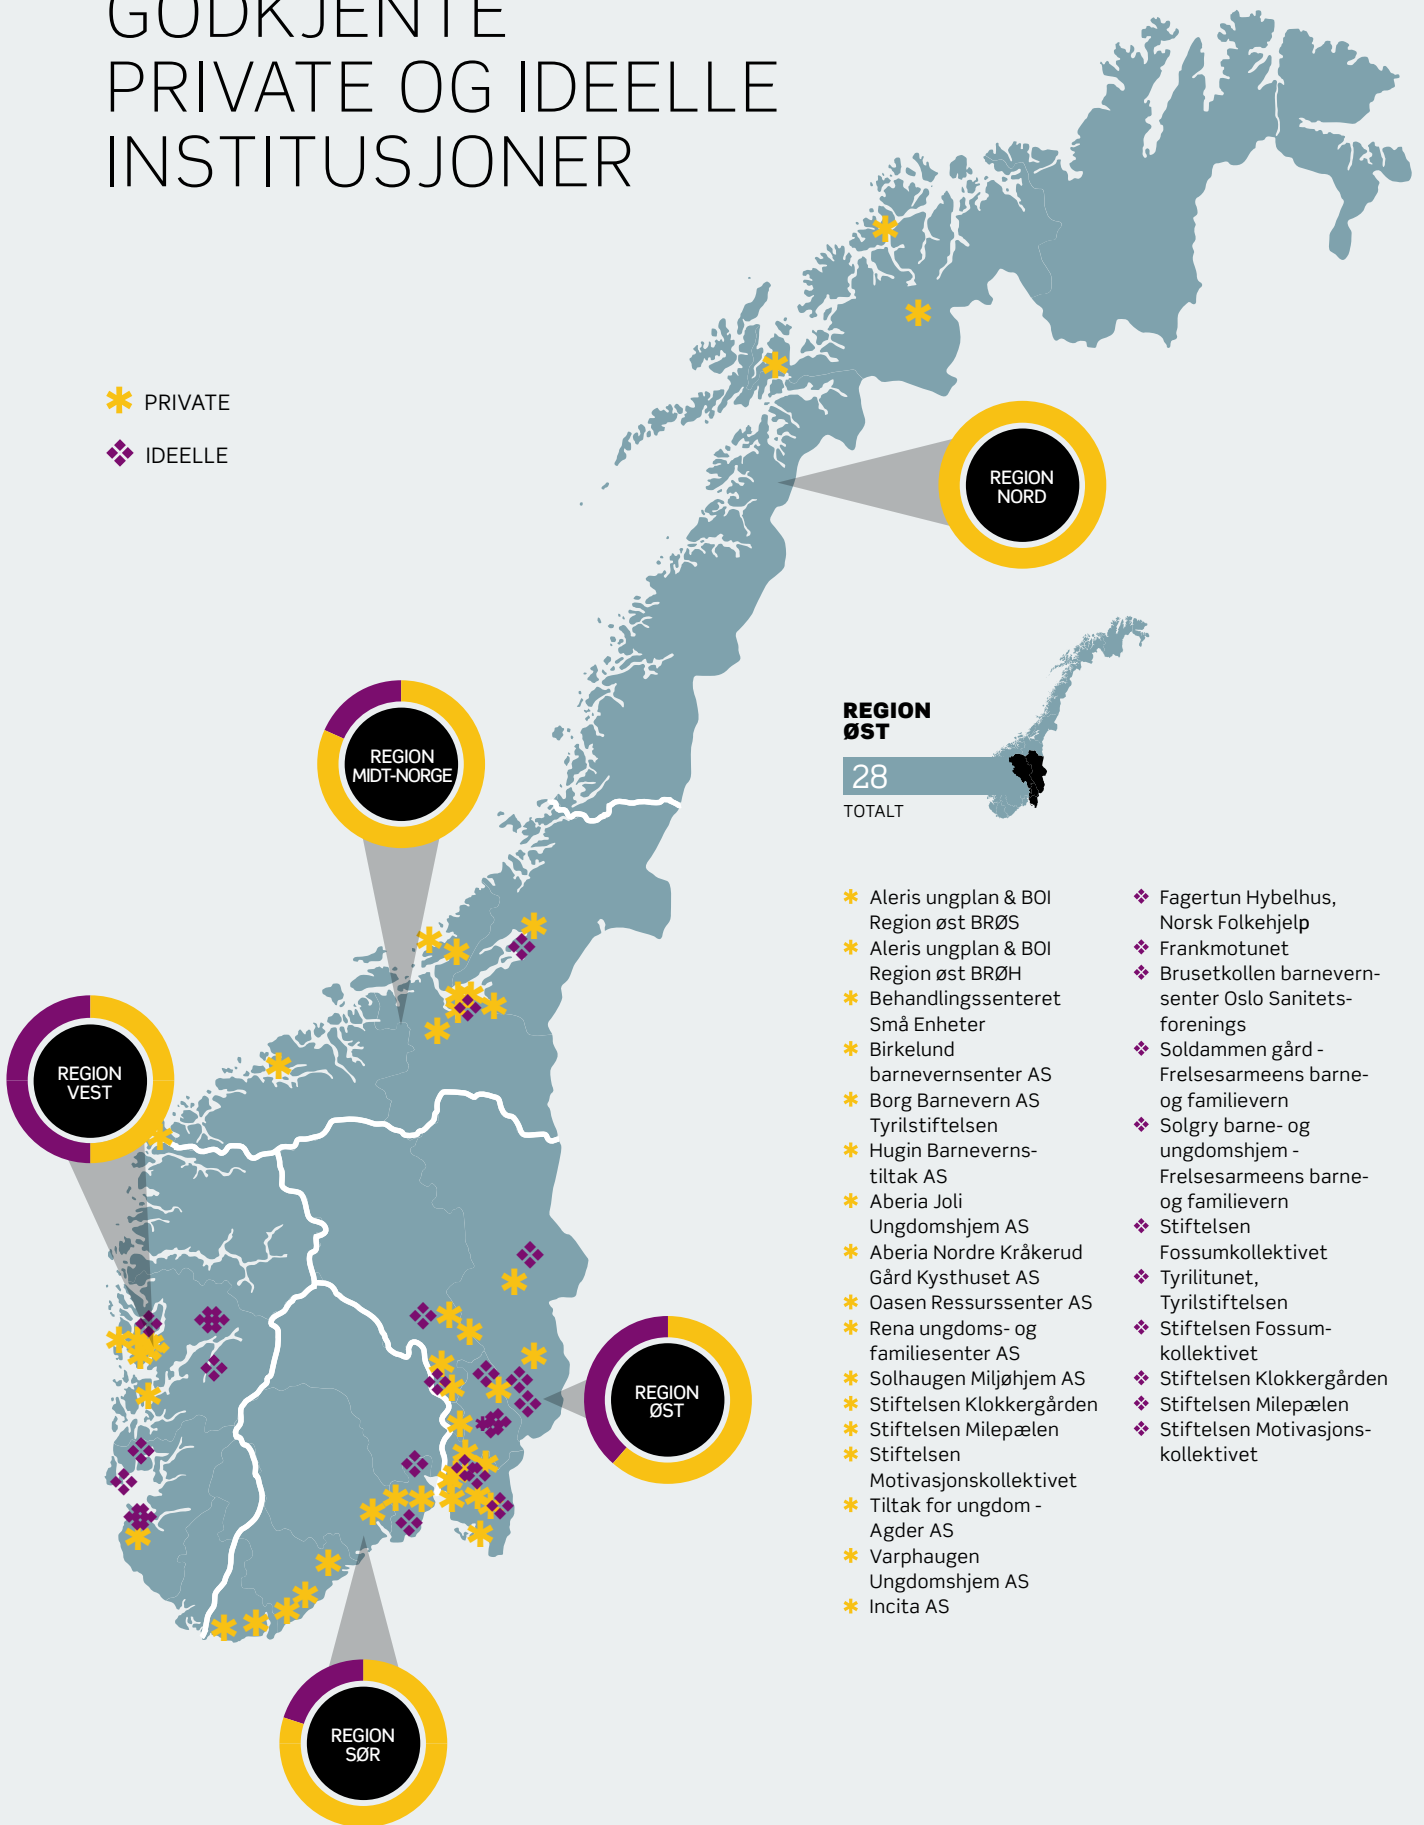 GODKJENTE
PRIVATE OG IDEELLE
INSTITUSJONER
PRIVATE
IDEELLE
REGION
NORD
REGION
MIDT-NORGE
REGION
VEST
REGION
ØST
REGION
SØR
REGION
ØST
28
TOTALT
Aleris ungplan & BOI
Region øst BRØS
Aleris ungplan & BOI
Region øst BRØH
Behandlingssenteret
Små Enheter
Birkelund
barnevernsenter AS
Borg Barnevern AS
Tyrilstiftelsen
Hugin Barneverns-
tiltak AS
Aberia Joli
Ungdomshjem AS
Aberia Nordre Kråkerud
Gård Kysthuset AS
Oasen Ressurssenter AS
Rena ungdoms- og
familiesenter AS
Solhaugen Miljøhjem AS
Stiftelsen Klokkergården
Stiftelsen Milepælen
Stiftelsen
Motivasjonskollektivet
Tiltak for ungdom -
Agder AS
Varphaugen
Ungdomshjem AS
Incita AS
Fagertun Hybelhus,
Norsk Folkehjelp
Frankmotunet
Brusetkollen barnevern-
senter Oslo Sanitets-
forenings
Soldammen gård -
Frelsesarmeens barne-
og familievern
Solgry barne- og
ungdomshjem -
Frelsesarmeens barne-
og familievern
Stiftelsen
Fossumkollektivet
Tyrilitunet,
Tyrilstiftelsen
Stiftelsen Fossum-
kollektivet
Stiftelsen Klokkergården
Stiftelsen Milepælen
Stiftelsen Motivasjons-
kollektivet